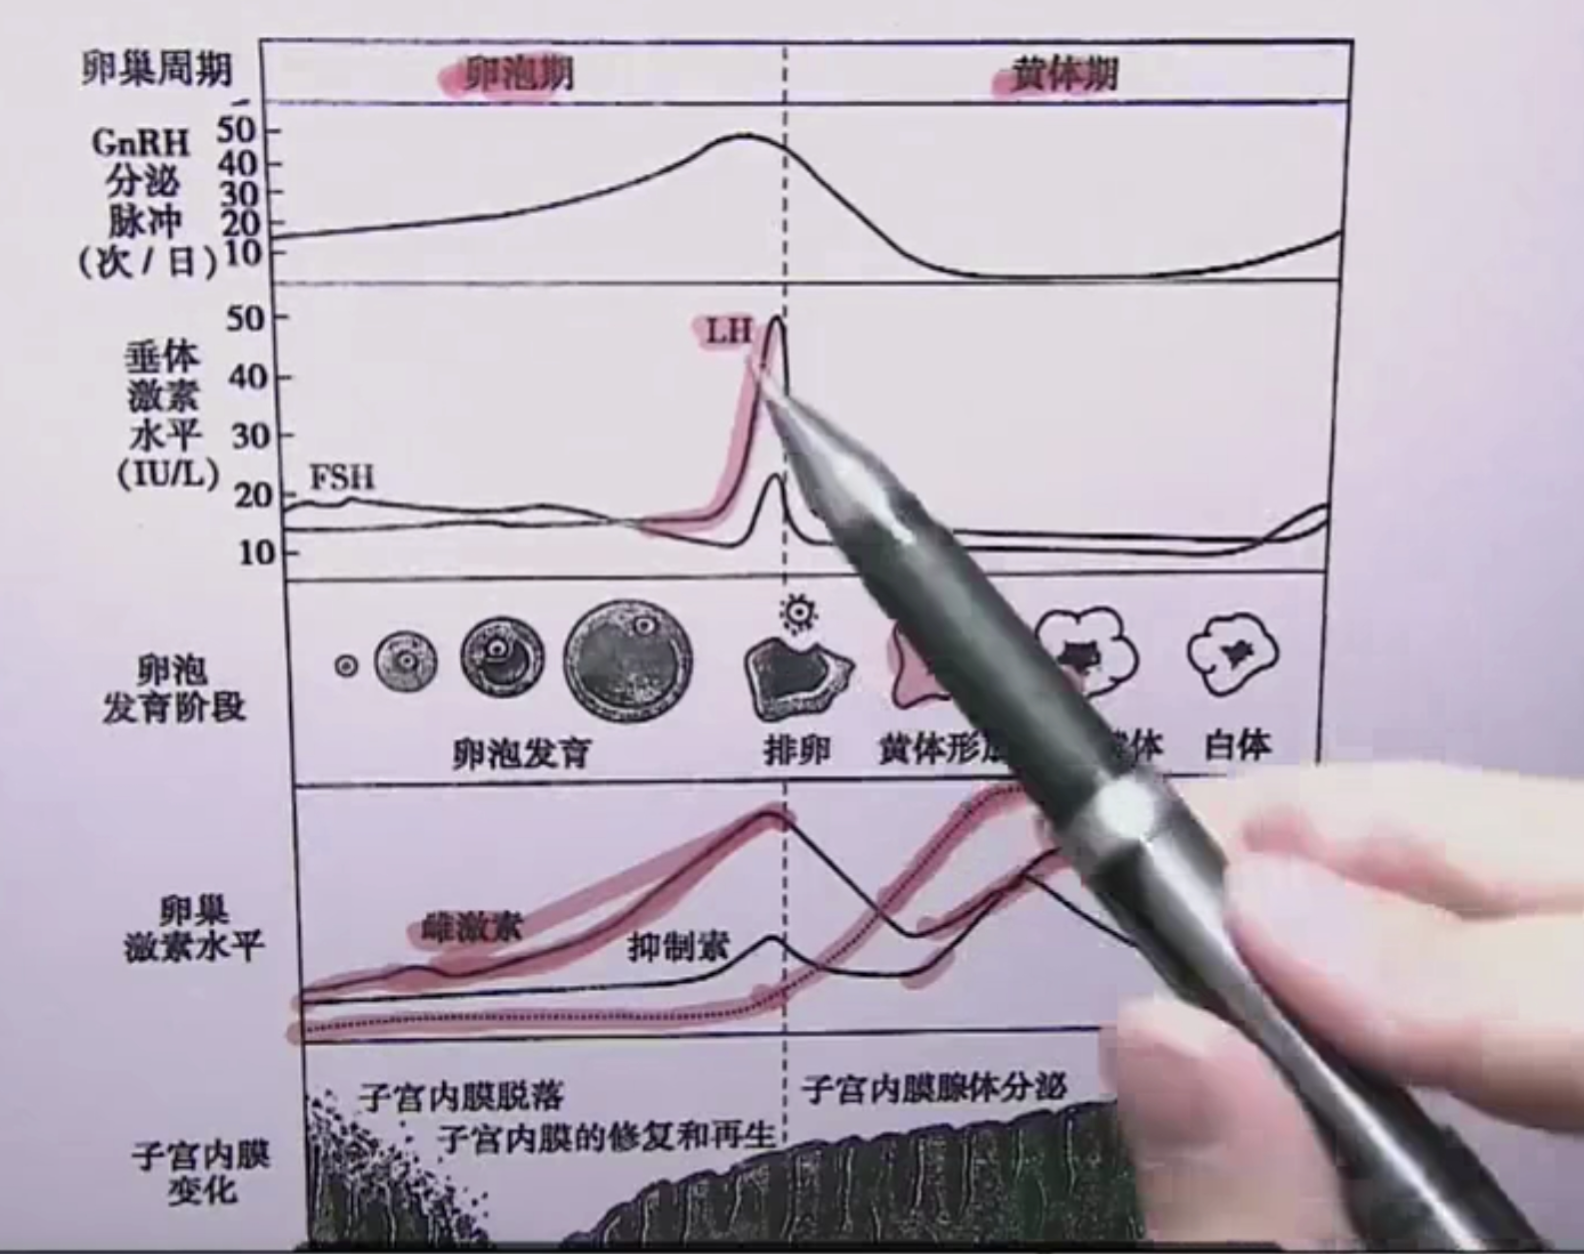 卵巢周期
卵泡期
黄体期
GnRH
分泌
脉冲
(次/日)
50
40
30
20
10
垂体
激素
水平
(IU/L)
50
40
30
20
10
LH
FSH
卵泡
发育阶段
卵泡发育
排卵
黄体形
体
白体
卵巢
激素水平
雌激素
抑制素
子宫内膜脱落
子宫内膜的修复和再生
子宫内膜腺体分泌
子宫内膜
变化